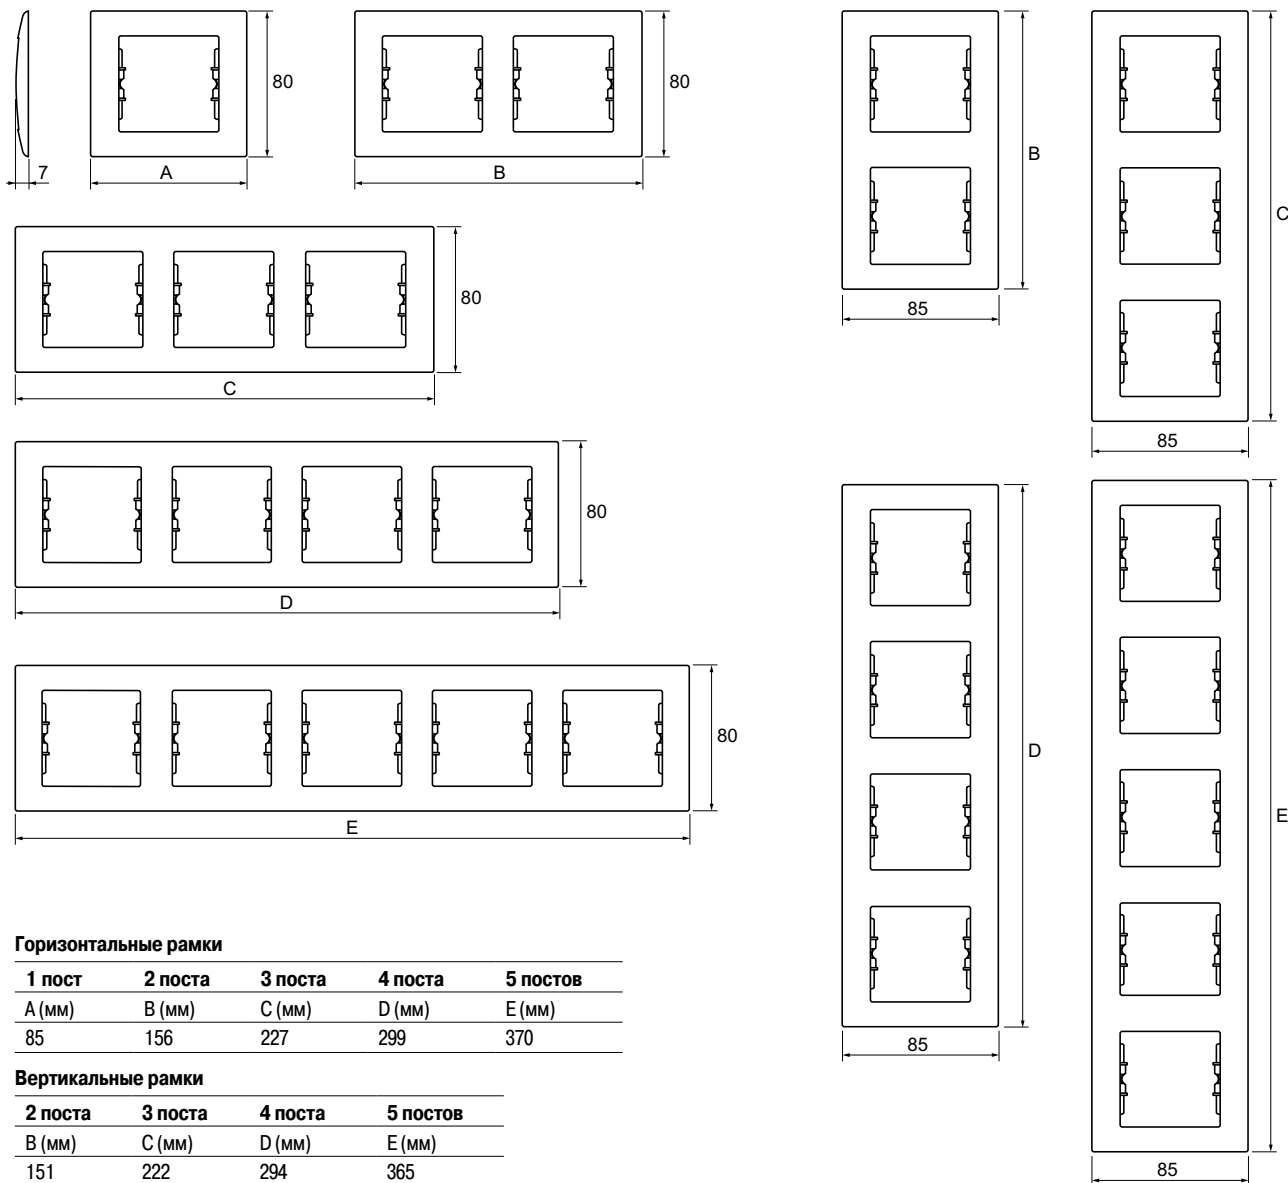 7
A
80
B
80
C
80
D
80
E
80
B
85
C
85
D
85
E
85
Горизонтальные рамки
1 пост 2 поста 3 поста 4 поста 5 постов
A (мм) B (мм) C (мм) D (мм) E (мм)
85 156 227 299 370
Вертикальные рамки
2 поста 3 поста 4 поста 5 постов
B (мм) C (мм) D (мм) E (мм)
151 222 294 365